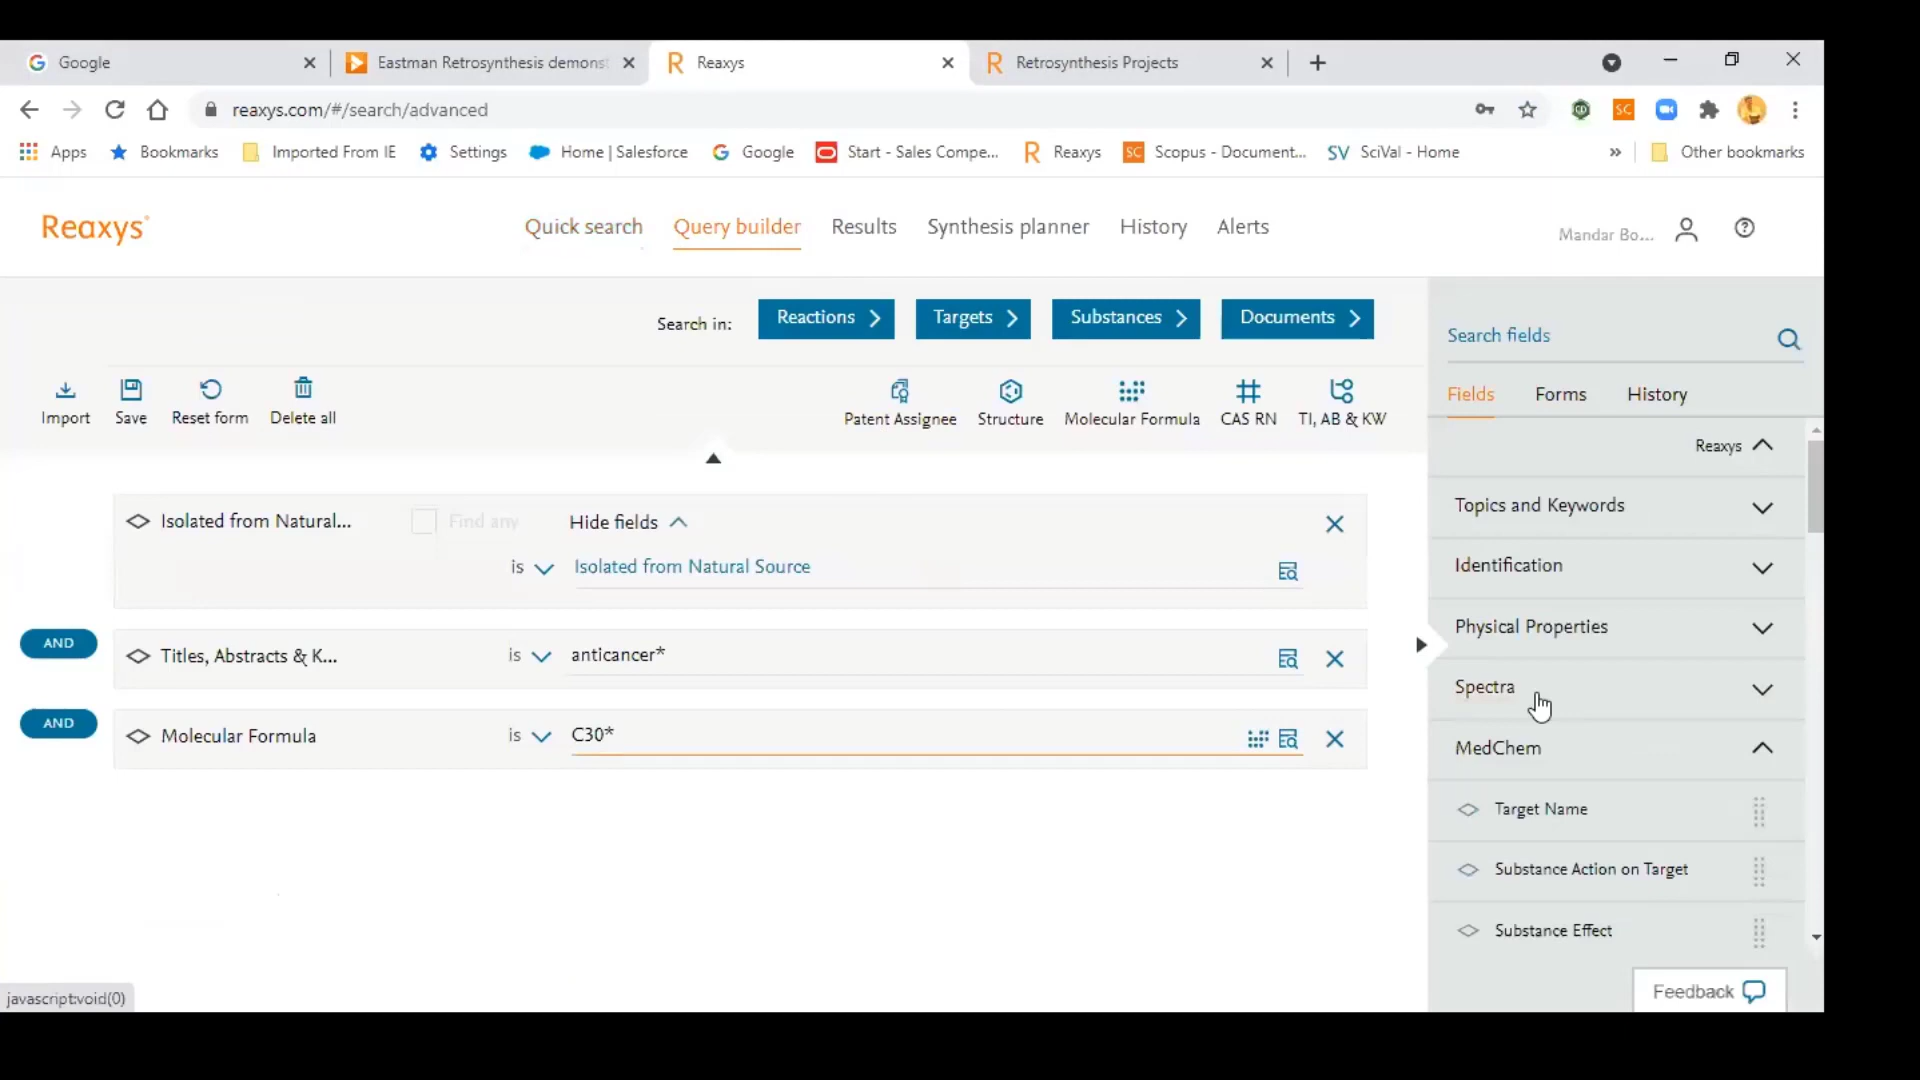 Google
Eastman Retrosynthesis demonst
Reaxys
Retrosynthesis Projects
reaxys.com/#/search/advanced
Apps
Bookmarks
Imported From IE
Settings
Home | Salesforce
Google
Start - Sales Compe...
Reaxys
SC
Scopus - Document...
SV
SciVal - Home
»
Other bookmarks
Reaxys
Quick search
Query builder
Results
Synthesis planner
History
Alerts
Mandar Bo...
Search in:
Reactions
Targets
Substances
Documents
Import
Save
Reset form
Delete all
Patent Assignee
Structure
Molecular Formula
CAS RN
TI, AB & KW
Isolated from Natural...
Find any
Hide fields
is
Isolated from Natural Source
AND
Titles, Abstracts & K...
is
anticancer*
AND
Molecular Formula
is
C30*
Search fields
Fields
Forms
History
Reaxys
Topics and Keywords
Identification
Physical Properties
Spectra
MedChem
Target Name
Substance Action on Target
Substance Effect
Feedback
javascript:void(0)